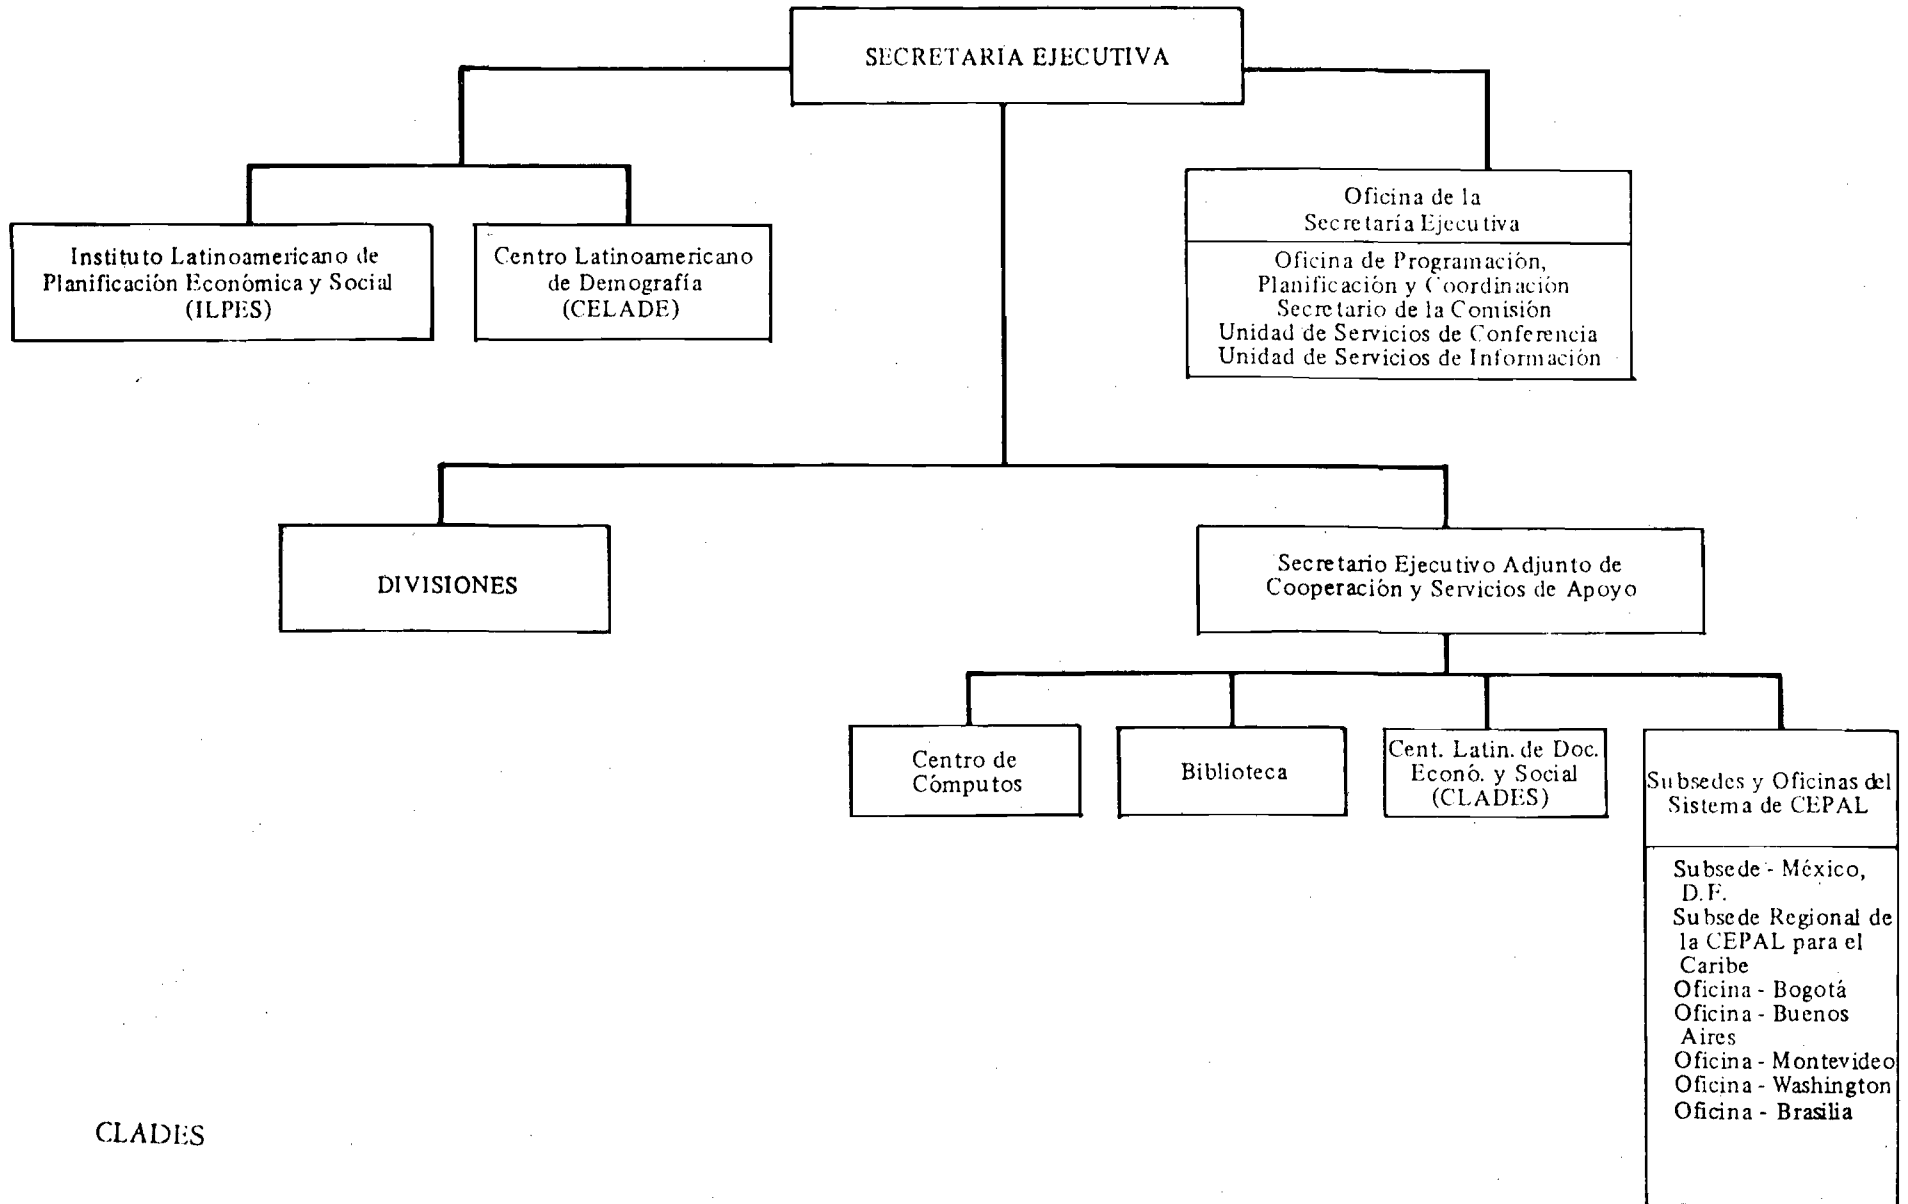 SECRETARÍA EJECUTIVA
Instituto Latinoamericano de
Planificación Económica y Social
(ILPES)
Centro Latinoamericano
de Demografía
(CELADE)
Oficina de la
Secretaría Ejecutiva
Oficina de Programación,
Planificación y Coordinación
Secretario de la Comisión
Unidad de Servicios de Conferencia
Unidad de Servicios de Información
DIVISIONES
Secretario Ejecutivo Adjunto de
Cooperación y Servicios de Apoyo
Centro de
Cómputos
Biblioteca
Cent. Latin. de Doc.
Econó. y Social
(CLADES)
Subsedes y Oficinas del
Sistema de CEPAL
Subsede - México,
D.F.
Subsede Regional de
la CEPAL para el
Caribe
Oficina - Bogotá
Oficina - Buenos
Aires
Oficina - Montevideo
Oficina - Washington
Oficina - Brasilia
CLADES